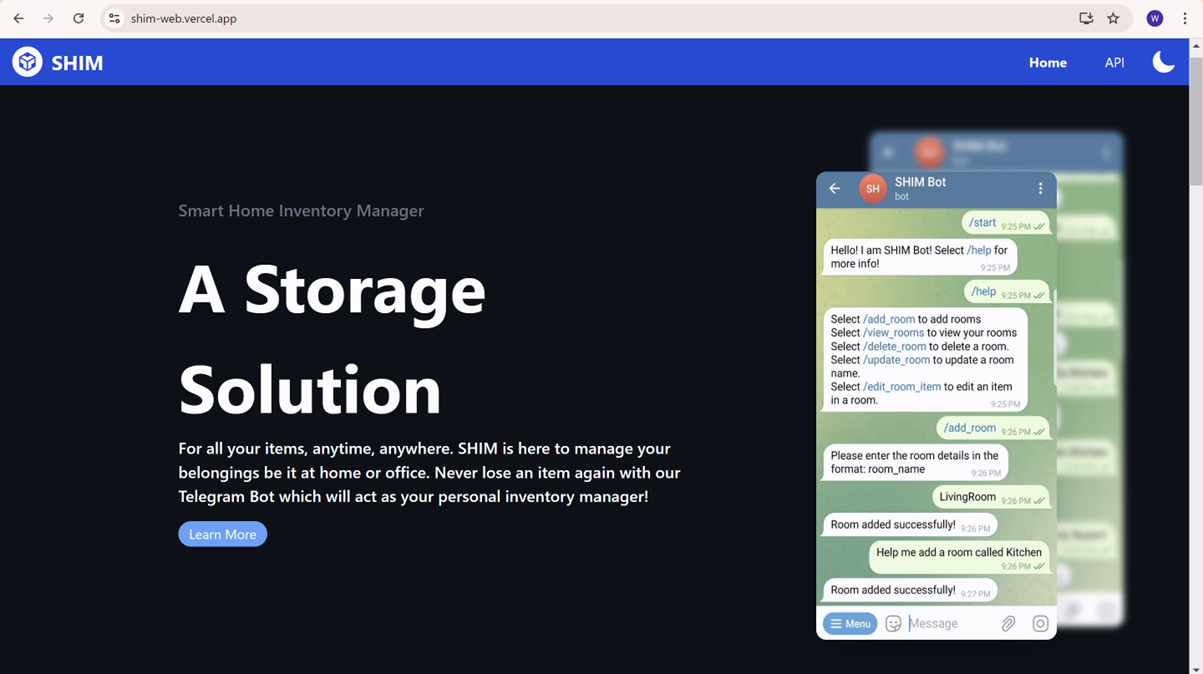 shim-web.vercel.app
W
SHIM
Home
API
Smart Home Inventory Manager
A Storage
Solution
For all your items, anytime, anywhere. SHIM is here to manage your
belongings be it at home or office. Never lose an item again with our
Telegram Bot which will act as your personal inventory manager!
Learn More
SH
SHIM Bot
bot
/start 9:25 PM
Hello! I am SHIM Bot! Select /help for
more info!
9:25 PM
/help 9:25 PM
Select /add_room to add rooms
Select /view_rooms to view your rooms
Select /delete_room to delete a room.
Select /update_room to update a room
name.
Select /edit_room_item to edit an item
in a room.
9:25 PM
/add_room 9:26 PM
Please enter the room details in the
format: room_name
9:26 PM
LivingRoom 9:26 PM
Room added successfully! 9:26 PM
Help me add a room called Kitchen
9:26 PM
Room added successfully! 9:27 PM
Menu
Message